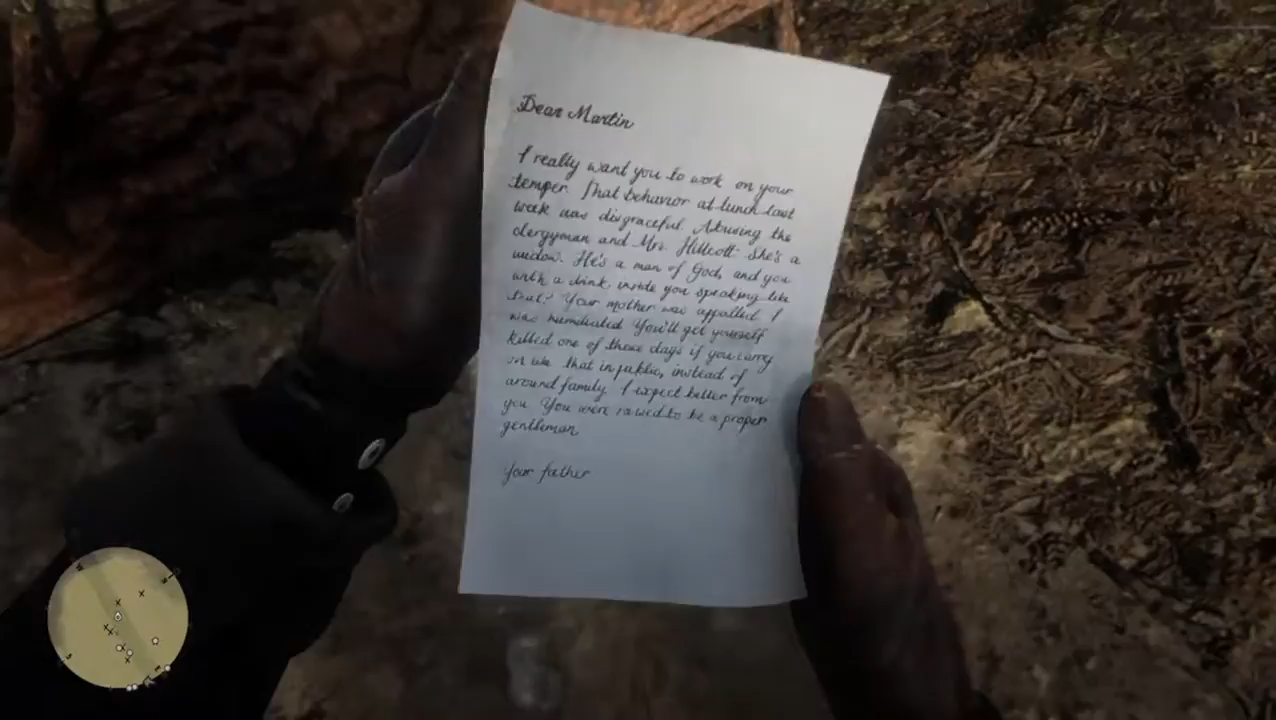 Dear Martin
I really want you to work on your
temper. That behavior at lunch last
week was disgraceful. Abusing the
clergyman and Mrs. Hillcott. She's a
widow. He's a man of God, and you
with a drink inside you speaking like
that? Your mother was appalled. I
was humiliated. You'll get yourself
killed one of these days if you carry
on like that in public, instead of
around family. I expect better from
you. You were raised to be a proper
gentleman.
Your father